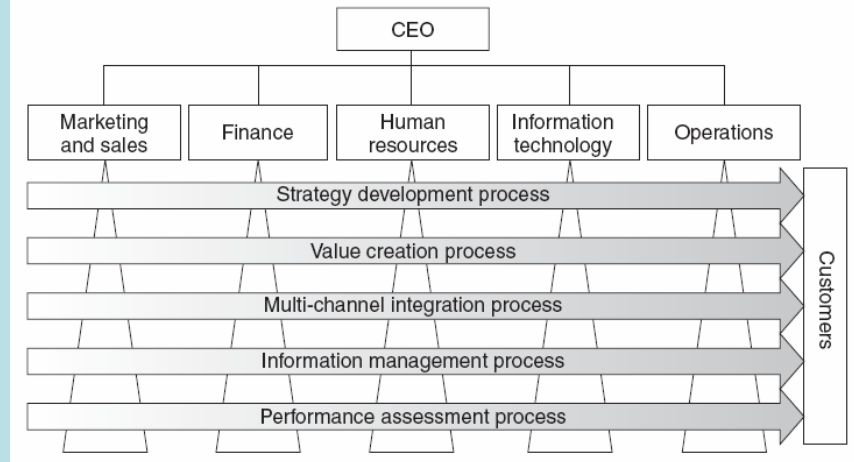 CEO
Marketing
and sales
Finance
Human
resources
Information
technology
Operations
Strategy development process
Value creation process
Multi-channel integration process
Information management process
Performance assessment process
Customers